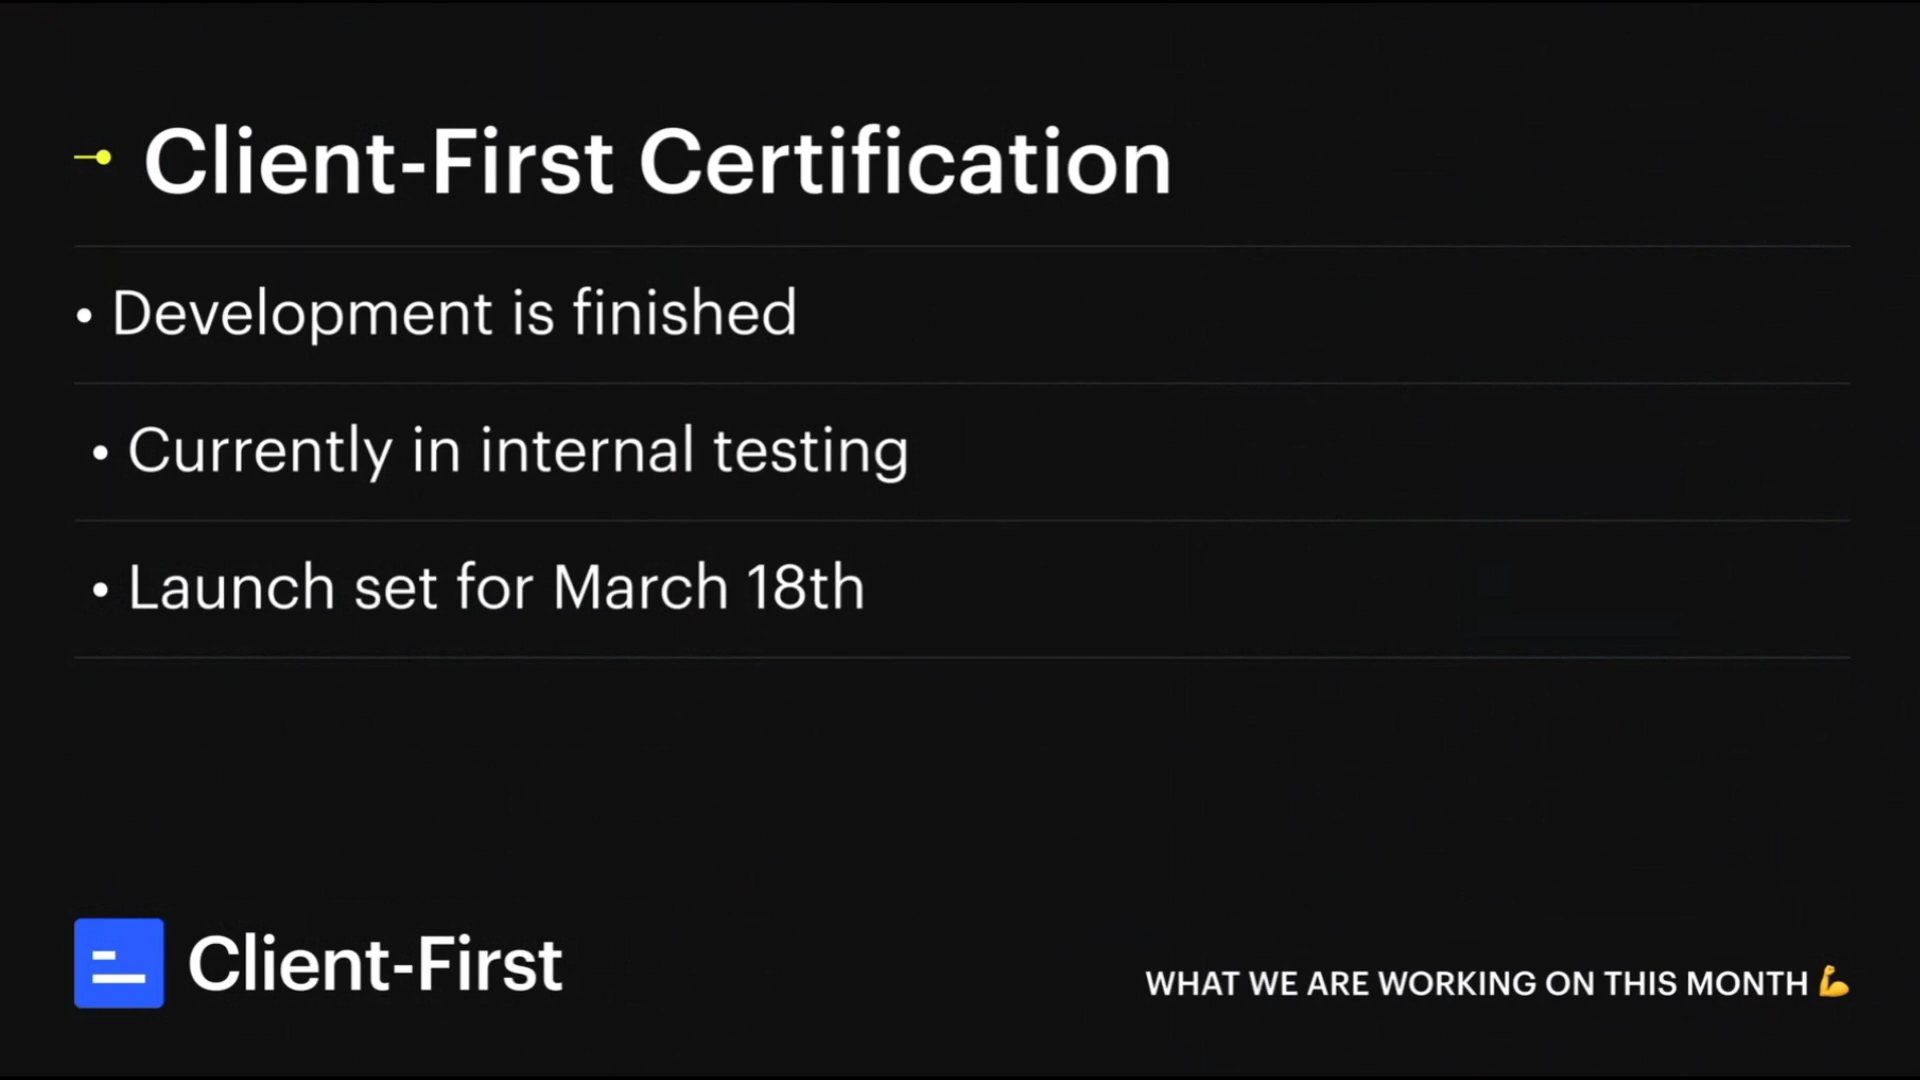 Client-First Certification
• Development is finished
• Currently in internal testing
• Launch set for March 18th
Client-First
WHAT WE ARE WORKING ON THIS MONTH 💪